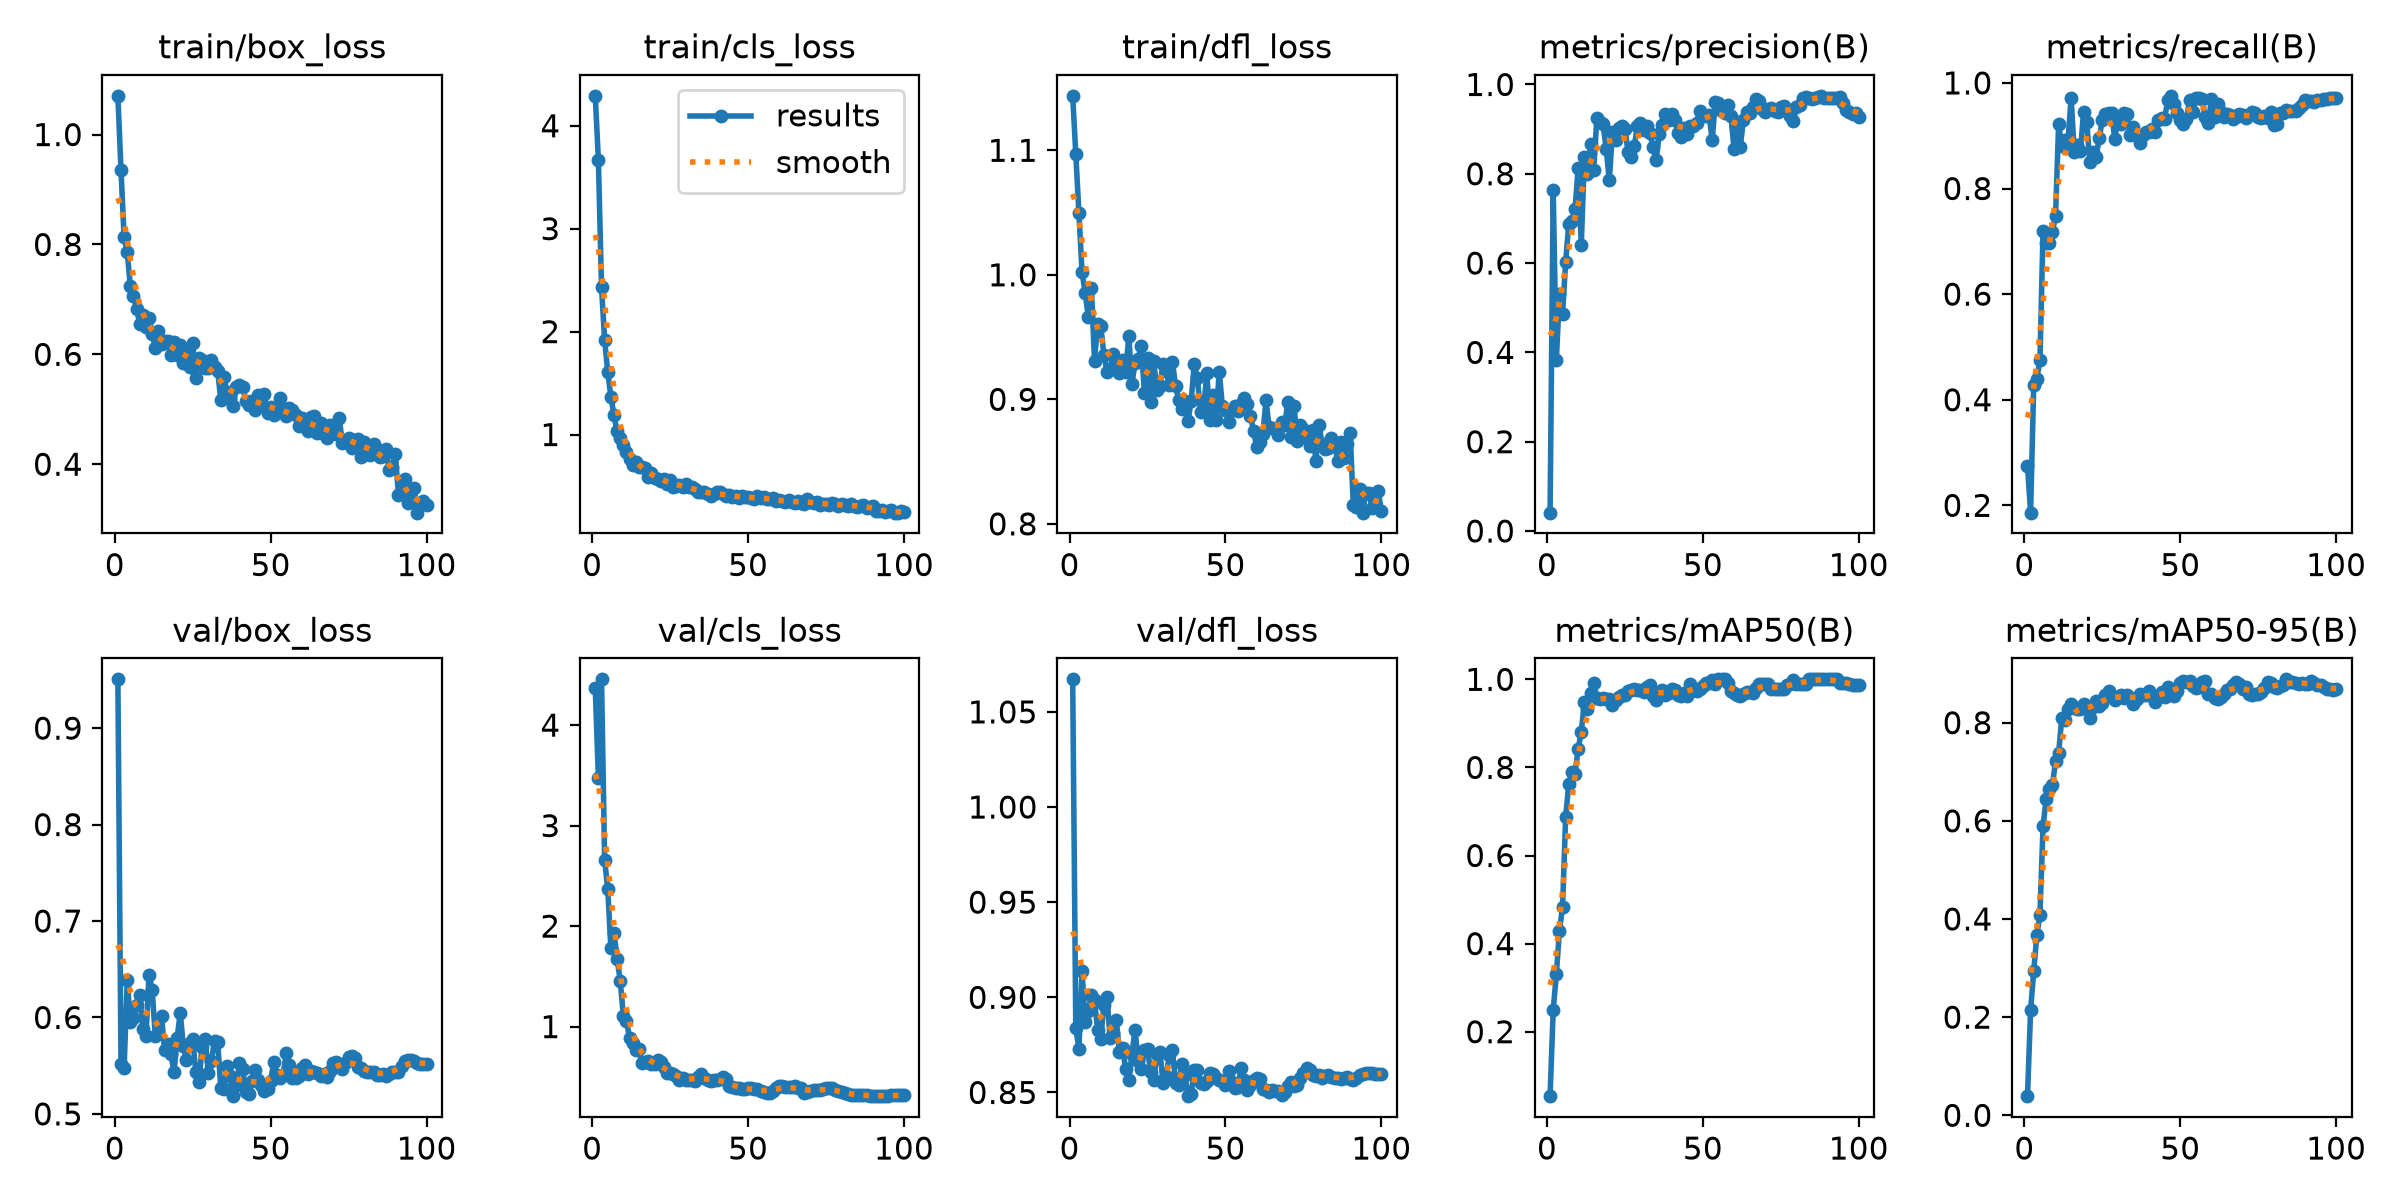 train/box_loss
train/cls_loss
train/dfl_loss
metrics/precision(B)
metrics/recall(B)
1.0
0.8
0.6
0.4
0 50 100
4
3
2
1
results
smooth
0 50 100
1.1
1.0
0.9
0.8
0 50 100
1.0
0.8
0.6
0.4
0.2
0.0
0 50 100
1.0
0.8
0.6
0.4
0.2
0 50 100
val/box_loss
val/cls_loss
val/dfl_loss
metrics/mAP50(B)
metrics/mAP50-95(B)
0.9
0.8
0.7
0.6
0.5
0 50 100
4
3
2
1
0 50 100
1.05
1.00
0.95
0.90
0.85
0 50 100
1.0
0.8
0.6
0.4
0.2
0 50 100
0.8
0.6
0.4
0.2
0.0
0 50 100